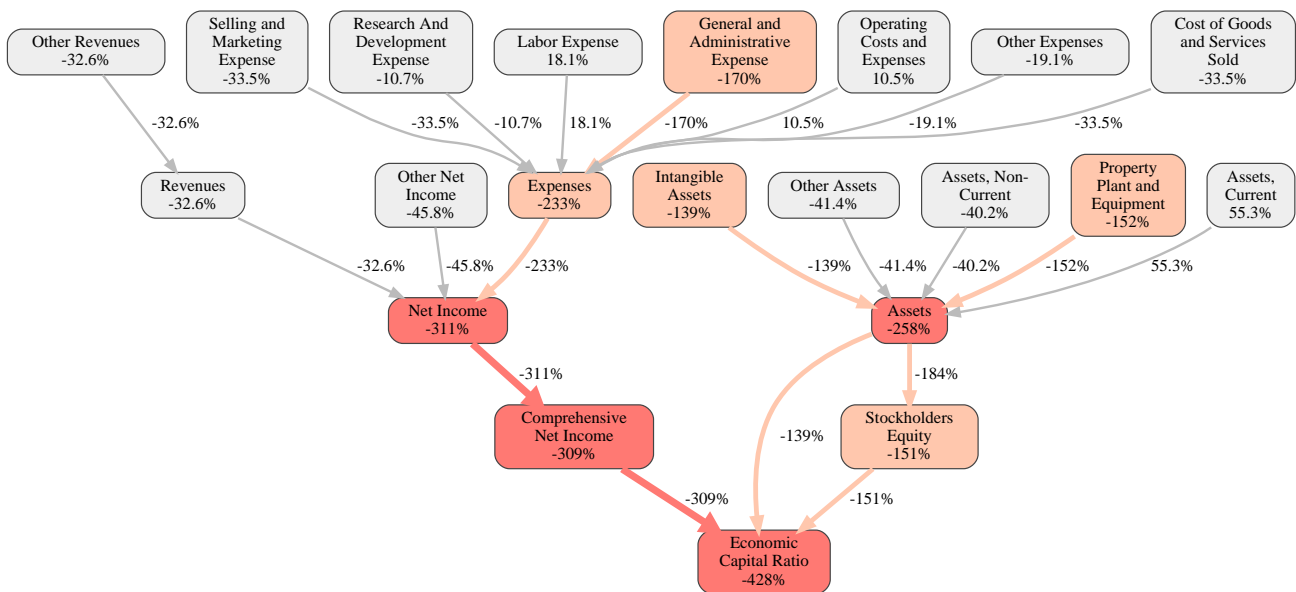 Other Revenues
-32.6%
Selling and
Marketing
Expense
-33.5%
Research And
Development
Expense
-10.7%
Labor Expense
18.1%
General and
Administrative
Expense
-170%
Operating
Costs and
Expenses
10.5%
Other Expenses
-19.1%
Cost of Goods
and Services
Sold
-33.5%
-32.6%
-33.5%
-10.7%
18.1%
-170%
10.5%
-19.1%
-33.5%
Revenues
-32.6%
Other Net
Income
-45.8%
Expenses
-233%
Intangible
Assets
-139%
Other Assets
-41.4%
Assets, Non-
Current
-40.2%
Property
Plant and
Equipment
-152%
Assets,
Current
55.3%
-32.6%
-45.8%
-233%
-139%
-41.4%
-40.2%
-152%
55.3%
Net Income
-311%
Assets
-258%
-311%
-184%
Comprehensive
Net Income
-309%
-139%
Stockholders
Equity
-151%
-309%
-151%
Economic
Capital Ratio
-428%